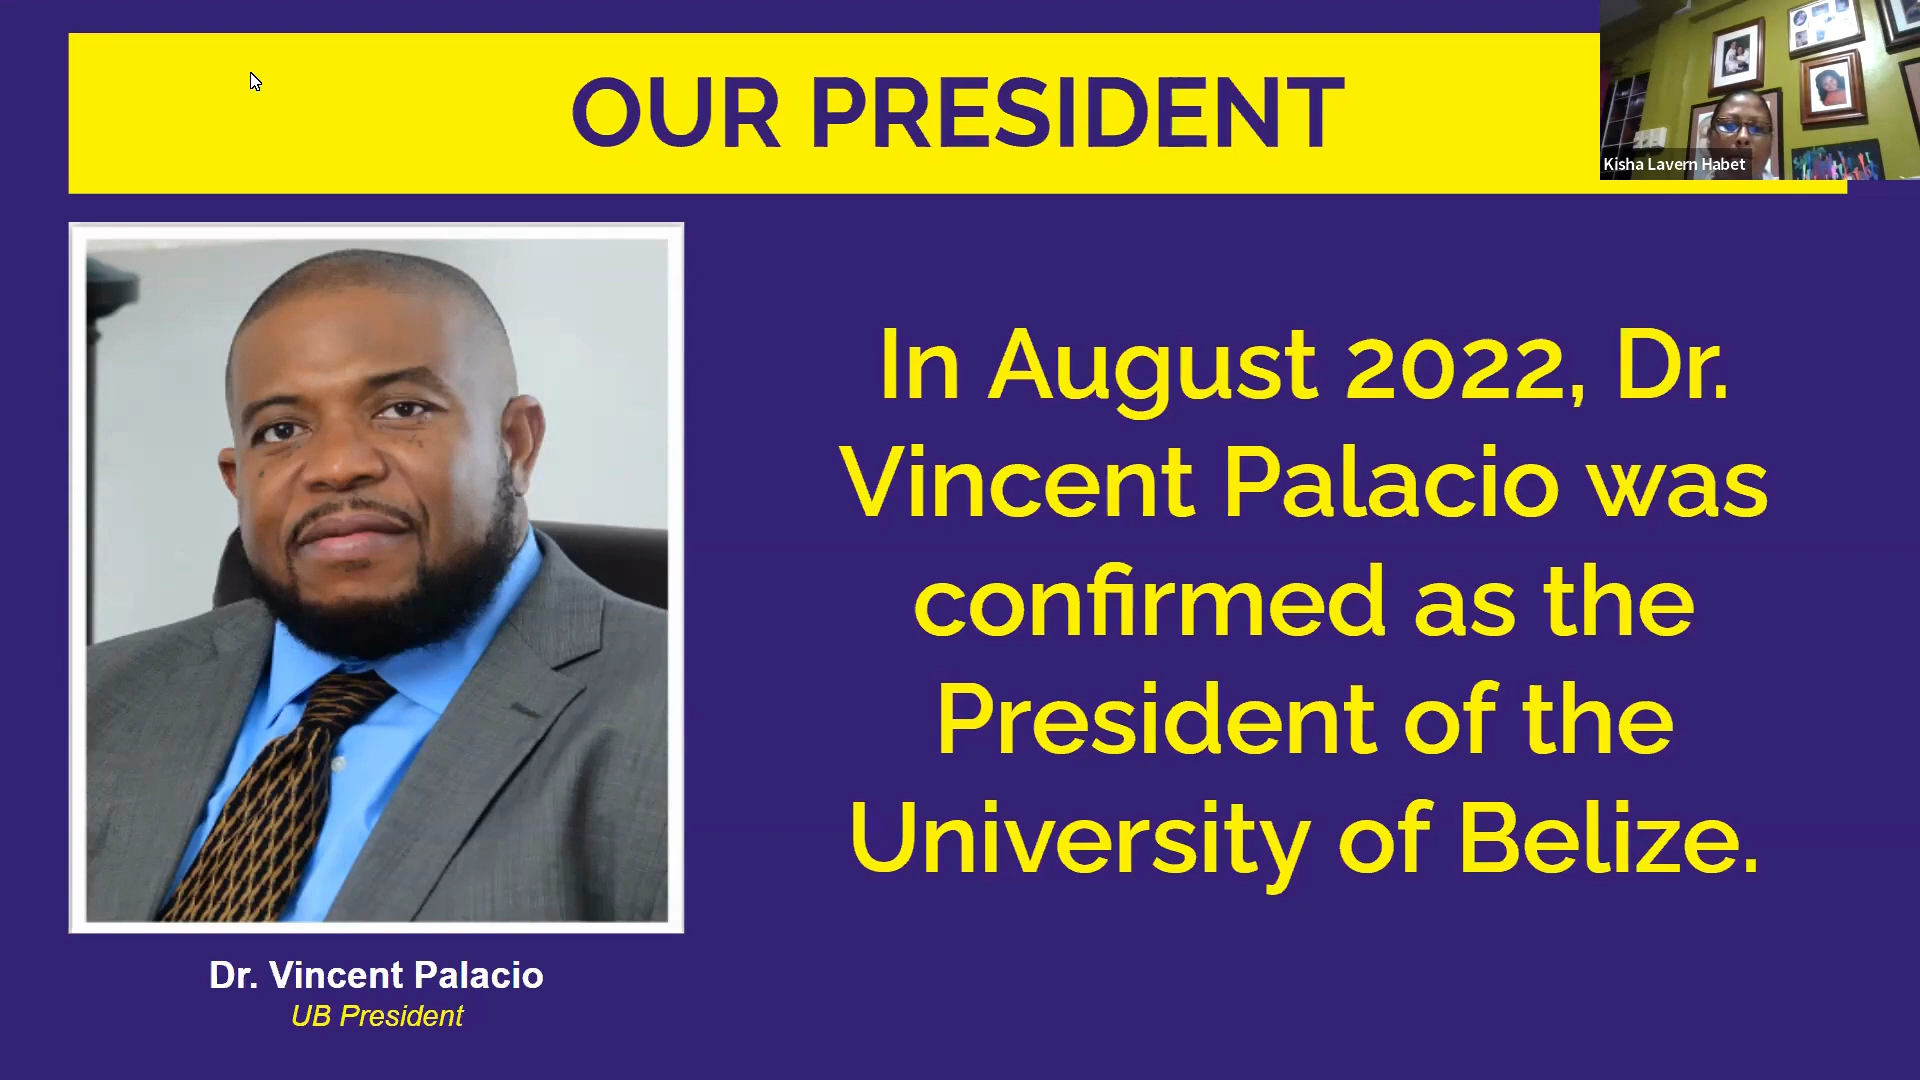 OUR PRESIDENT
Kisha Lavern Habet
In August 2022, Dr.
Vincent Palacio was
confirmed as the
President of the
University of Belize.
Dr. Vincent Palacio
UB President